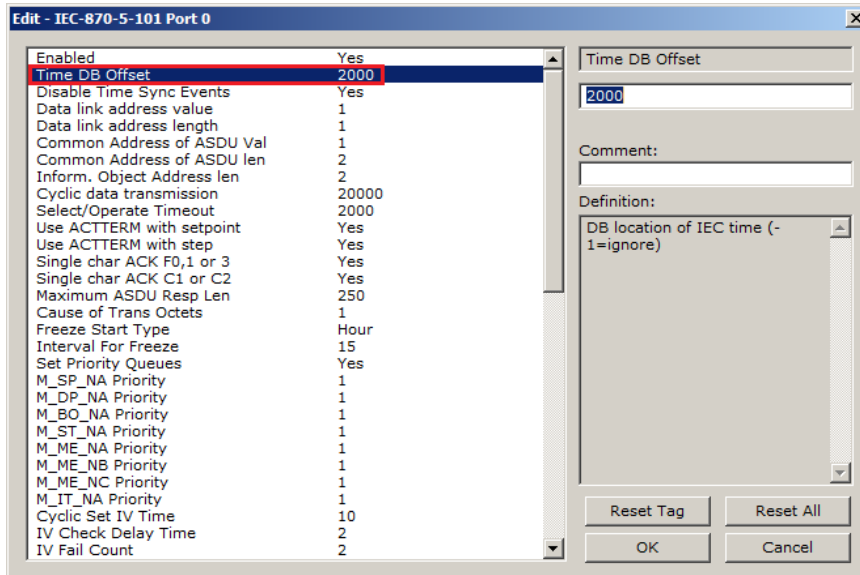 Edit - IEC-870-5-101 Port 0
Enabled Yes
Time DB Offset 2000
Disable Time Sync Events Yes
Data link address value 1
Data link address length 1
Common Address of ASDU Val 1
Common Address of ASDU len 2
Inform. Object Address len 2
Cyclic data transmission 20000
Select/Operate Timeout 2000
Use ACTTERM with setpoint Yes
Use ACTTERM with step Yes
Single char ACK F0,1 or 3 Yes
Single char ACK C1 or C2 Yes
Maximum ASDU Resp Len 250
Cause of Trans Octets 1
Freeze Start Type Hour
Interval For Freeze 15
Set Priority Queues Yes
M_SP_NA Priority 1
M_DP_NA Priority 1
M_BO_NA Priority 1
M_ST_NA Priority 1
M_ME_NA Priority 1
M_ME_NB Priority 1
M_ME_NC Priority 1
M_IT_NA Priority 1
Cyclic Set IV Time 10
IV Check Delay Time 2
IV Fail Count 2
Time DB Offset
2000
Comment:
Definition:
DB location of IEC time (-
1=ignore)
Reset Tag Reset All
OK Cancel